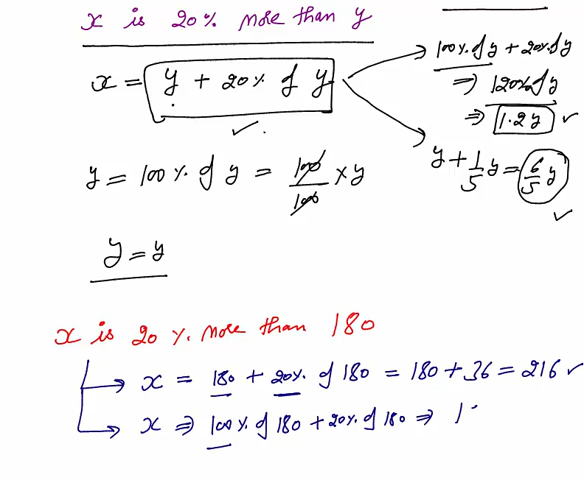 x is 20% more than y
x = y + 20% of y
100% of y + 20% of y
⇒ 120% of y
⇒ 1.2y ✓
y + 1/5 y = 6/5 y
✓
✓
y = 100% of y = 100/100 × y
y = y
x is 20% more than 180
→ x = 180 + 20% of 180 = 180 + 36 = 216 ✓
→ x ⇒ 100% of 180 + 20% of 180 ⇒ 1